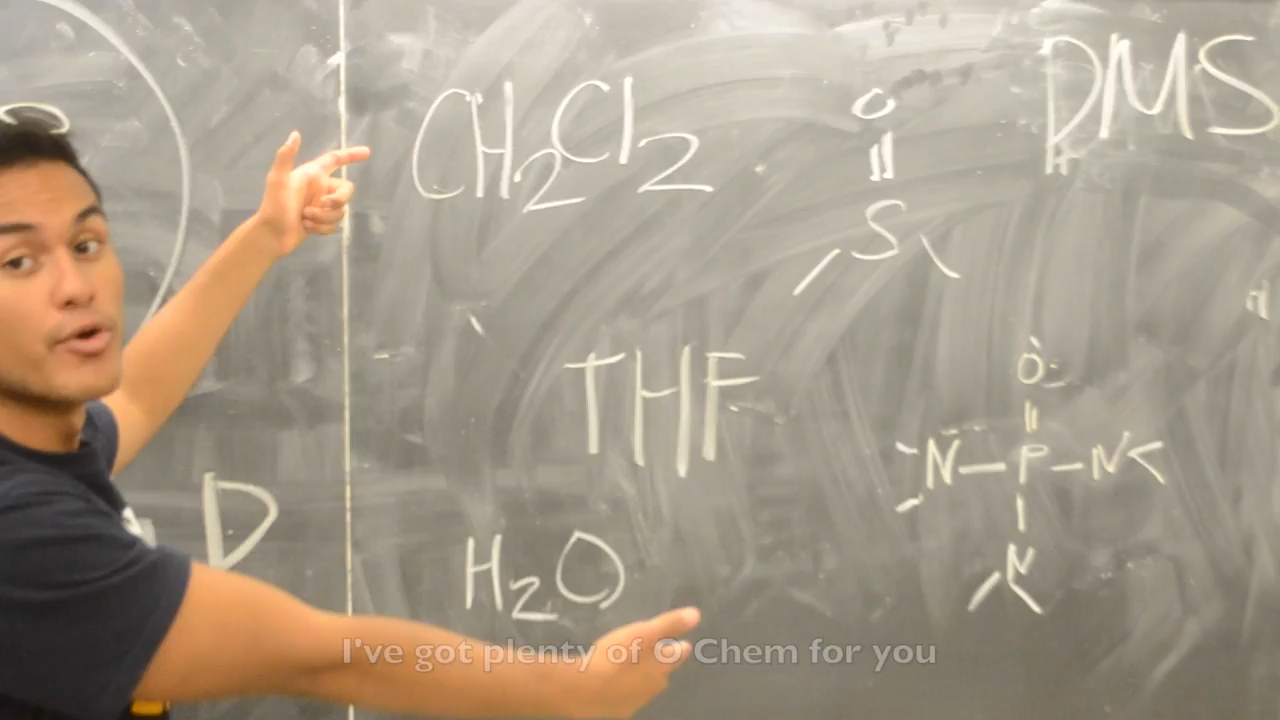 CH2Cl2
O
S
DMS
THF
O
N—P—N
N
D
H2O
I've got plenty of O Chem for you